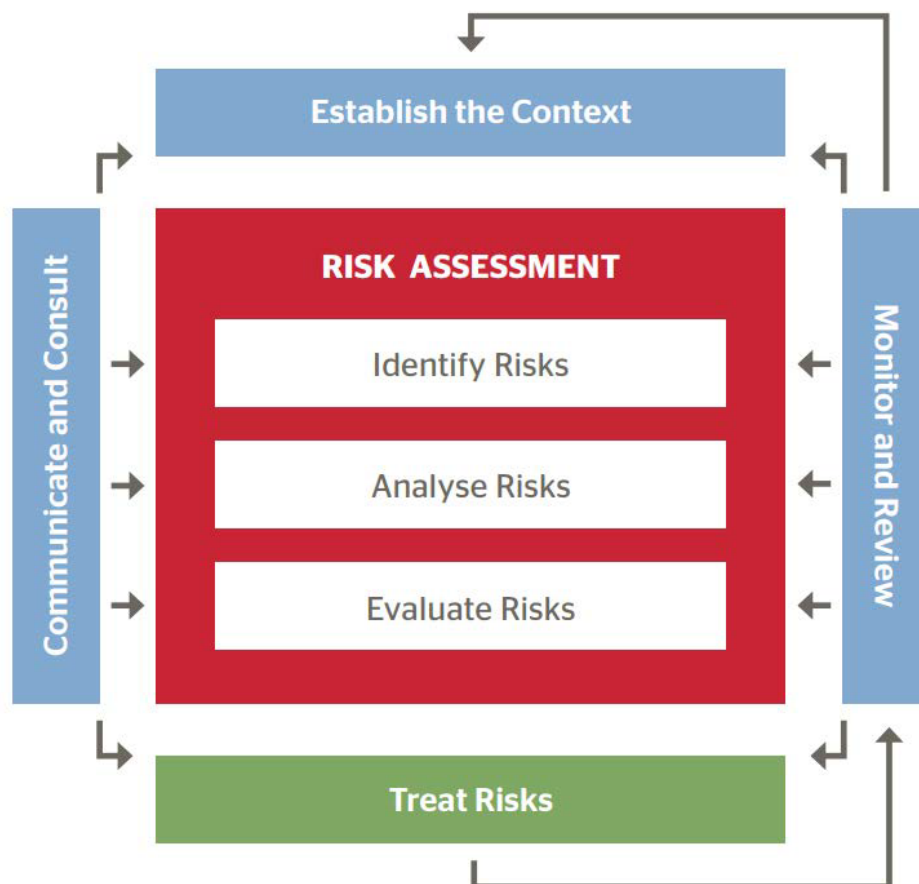 Establish the Context
Communicate and Consult
RISK ASSESSMENT
Identify Risks
Analyse Risks
Evaluate Risks
Monitor and Review
Treat Risks